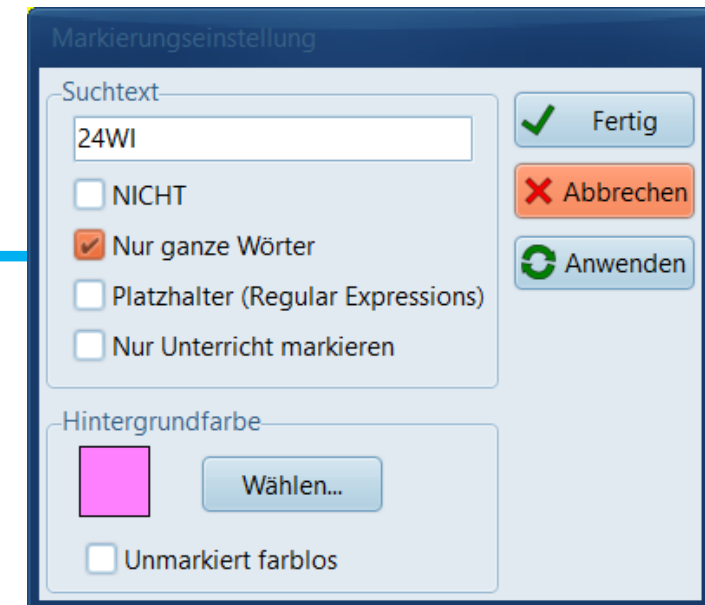 Markierungseinstellung
Suchtext
24WI
NICHT
Nur ganze Wörter
Platzhalter (Regular Expressions)
Nur Unterricht markieren
Fertig
Abbrechen
Anwenden
Hintergrundfarbe
Wählen...
Unmarkiert farblos